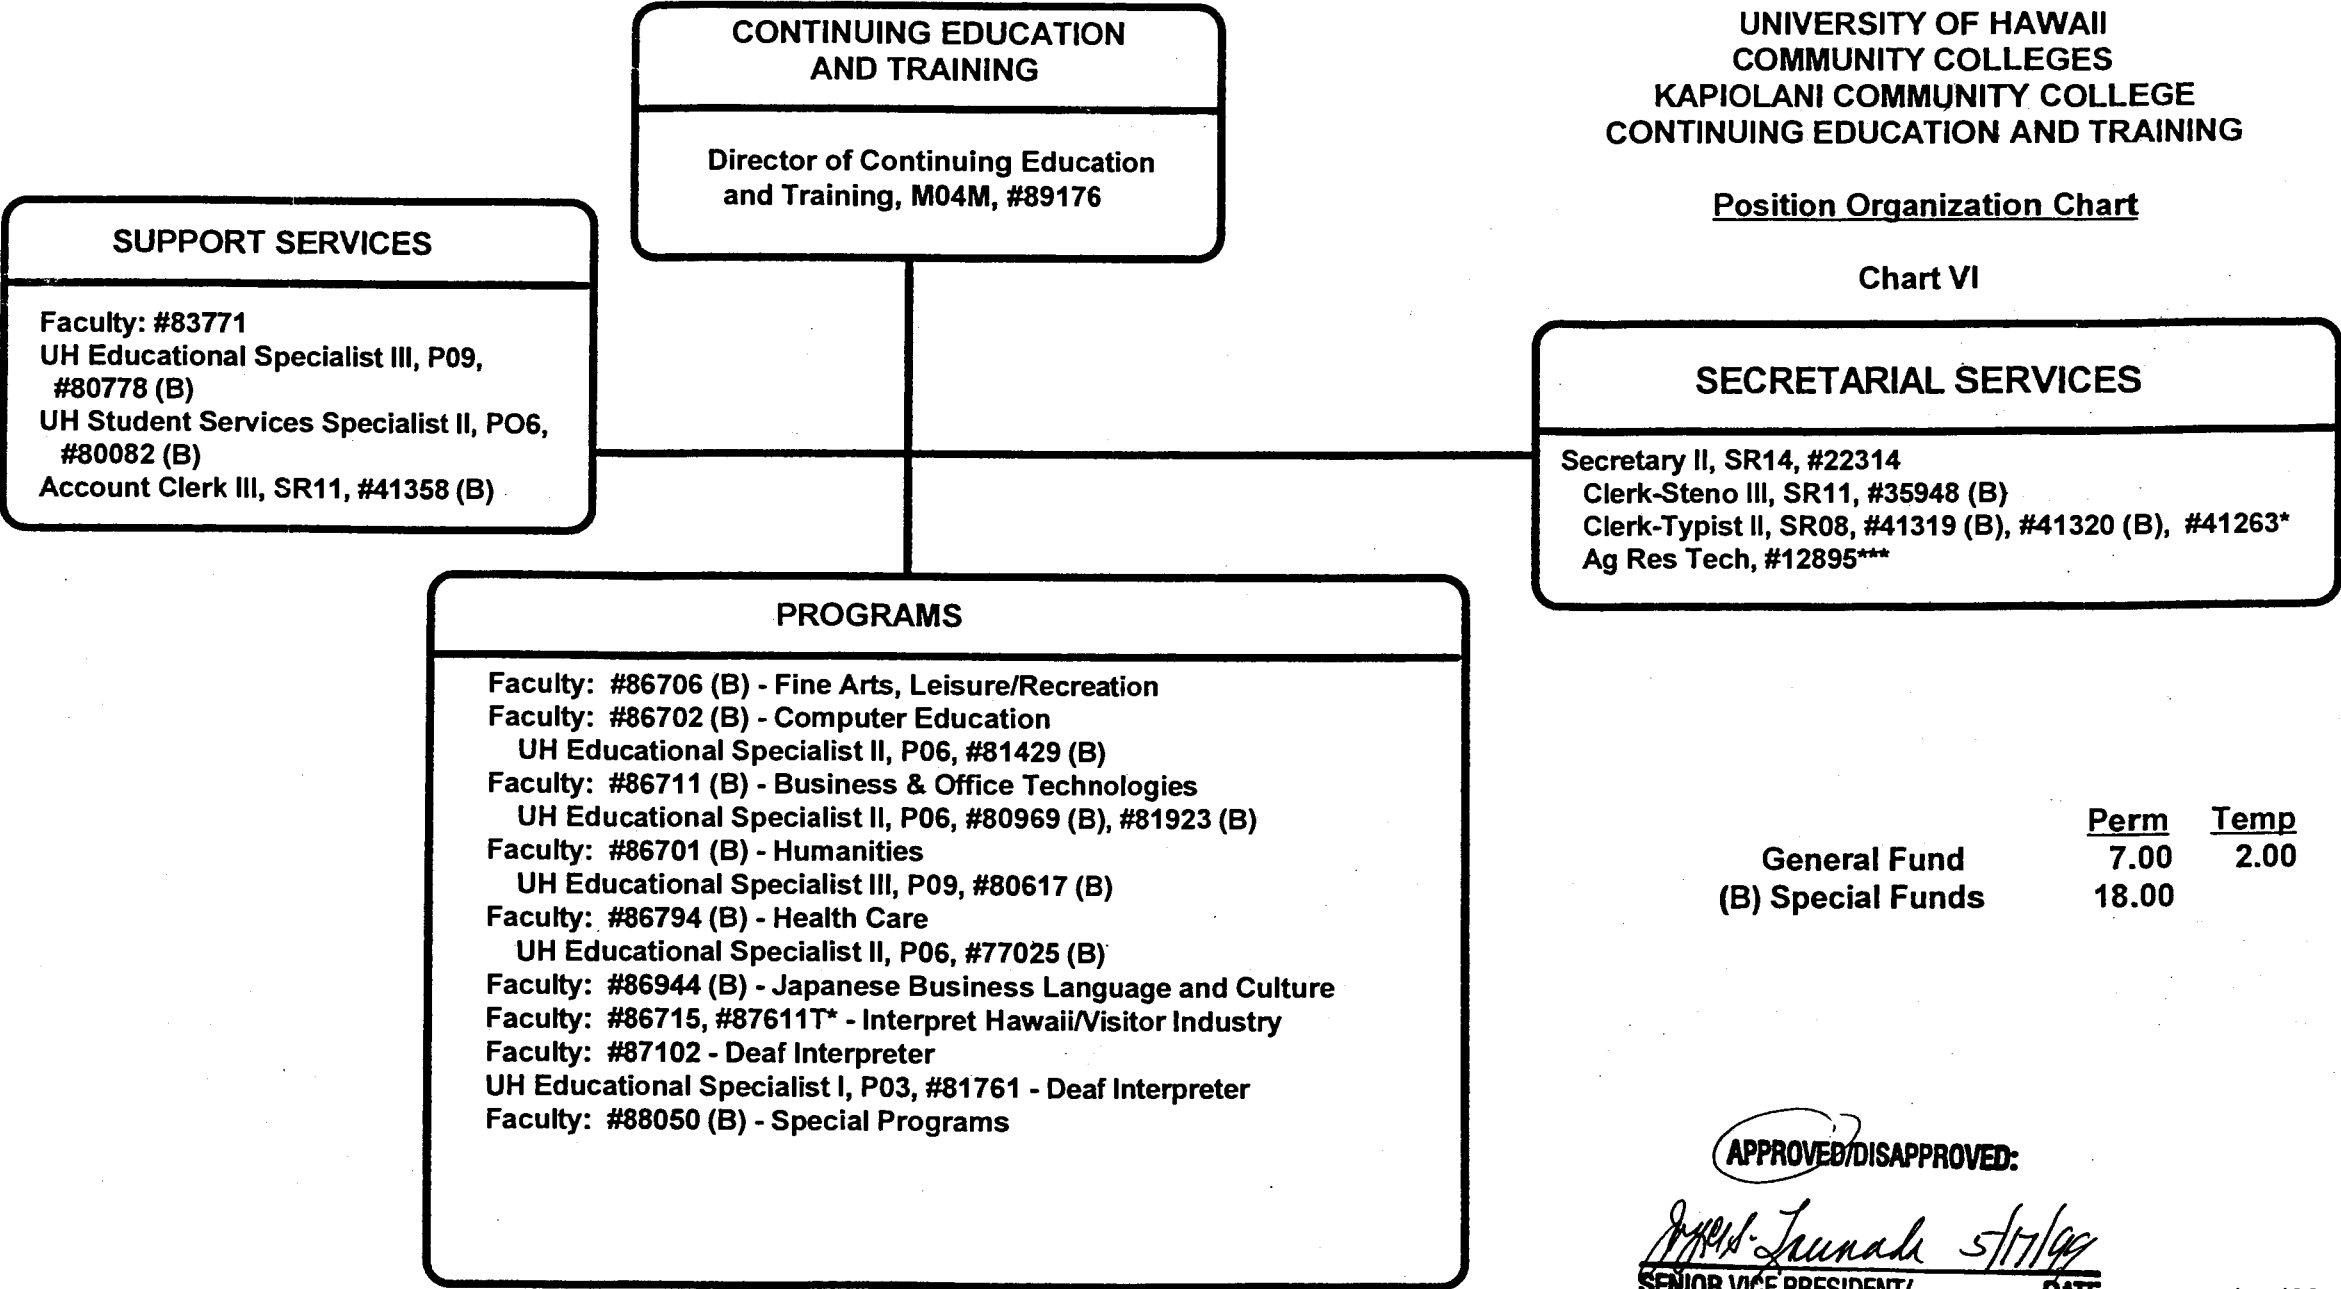 CONTINUING EDUCATION
AND TRAINING
Director of Continuing Education
and Training, M04M, #89176
UNIVERSITY OF HAWAII
COMMUNITY COLLEGES
KAPIOLANI COMMUNITY COLLEGE
CONTINUING EDUCATION AND TRAINING
Position Organization Chart
Chart VI
SUPPORT SERVICES
Faculty: #83771
UH Educational Specialist III, P09,
#80778 (B)
UH Student Services Specialist II, PO6,
#80082 (B)
Account Clerk III, SR11, #41358 (B)
SECRETARIAL SERVICES
Secretary II, SR14, #22314
Clerk-Steno III, SR11, #35948 (B)
Clerk-Typist II, SR08, #41319 (B), #41320 (B), #41263*
Ag Res Tech, #12895***
PROGRAMS
Faculty: #86706 (B) - Fine Arts, Leisure/Recreation
Faculty: #86702 (B) - Computer Education
UH Educational Specialist II, P06, #81429 (B)
Faculty: #86711 (B) - Business & Office Technologies
UH Educational Specialist II, P06, #80969 (B), #81923 (B)
Faculty: #86701 (B) - Humanities
UH Educational Specialist III, P09, #80617 (B)
Faculty: #86794 (B) - Health Care
UH Educational Specialist II, P06, #77025 (B)
Faculty: #86944 (B) - Japanese Business Language and Culture
Faculty: #86715, #87611T* - Interpret Hawaii/Visitor Industry
Faculty: #87102 - Deaf Interpreter
UH Educational Specialist I, P03, #81761 - Deaf Interpreter
Faculty: #88050 (B) - Special Programs
Perm Temp
General Fund 7.00 2.00
(B) Special Funds 18.00
APPROVED/DISAPPROVED:
5/17/99
SENIOR VICE PRESIDENT/ DATE